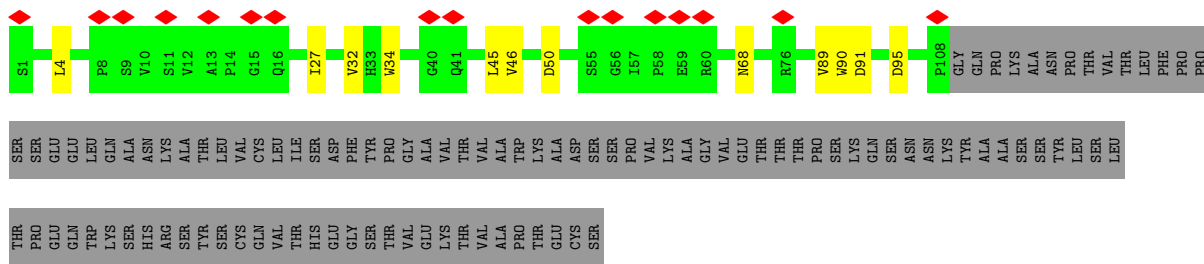 S1 L4 P8 S9 V10 S11 V12 A13 P14 G15 Q16 I27 V32 H33 W34 G40 Q41 L45 V46 D50 S55 G56 I57 P58 E59 R60 N68 R76 V89 W90 D91 D95 P108 GLY GLN PRO LYS ALA ASN PRO THR VAL THR LEU PHE PRO PRO
SER SER GLU GLU LEU GLN ALA ASN LYS ALA THR LEU VAL CYS LEU ILE SER ASP PHE TYR PRO GLY ALA VAL THR VAL ALA TRP LYS ALA ASP SER SER PRO VAL LYS ALA GLY VAL GLU THR THR THR PRO SER LYS GLN SER ASN ASN LYS TYR ALA ALA SER SER TYR LEU SER LEU
THR PRO GLU GLN TRP LYS SER HIS ARG SER TYR SER CYS GLN VAL THR HIS GLU GLY SER THR VAL GLU LYS THR VAL ALA PRO THR GLU CYS SER